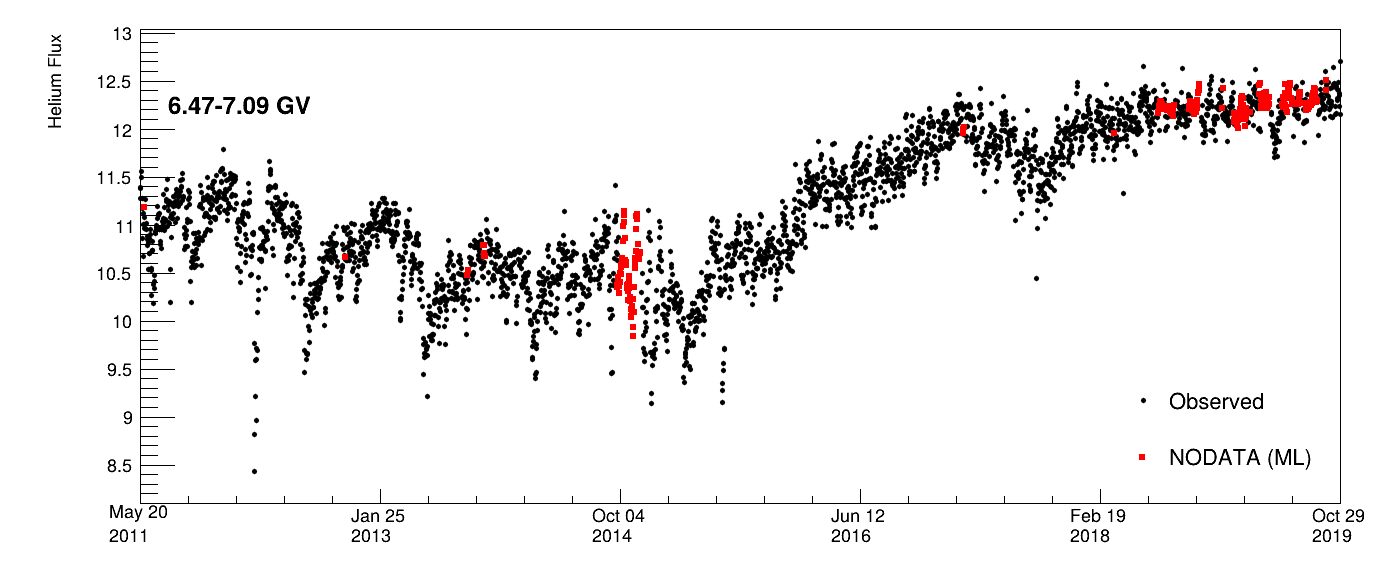 Helium Flux
13
12.5
12
11.5
11
10.5
10
9.5
9
8.5
6.47-7.09 GV
Observed
NODATA (ML)
May 20
2011
Jan 25
2013
Oct 04
2014
Jun 12
2016
Feb 19
2018
Oct 29
2019